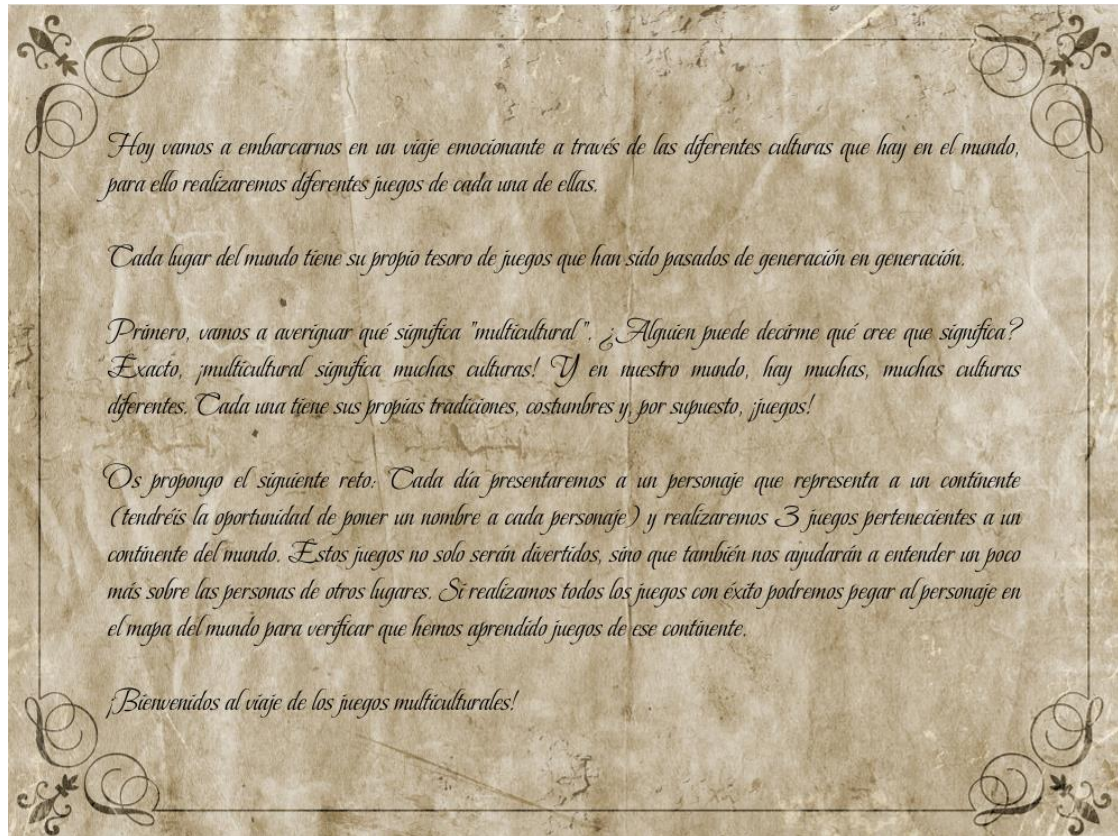 Hoy vamos a embarcarnos en un viaje emocionante a través de las diferentes culturas que hay en el mundo,
para ello realizaremos diferentes juegos de cada una de ellas.
Cada lugar del mundo tiene su propio tesoro de juegos que han sido pasados de generación en generación.
Primero, vamos a averiguar qué significa "multicultural". ¿Alguien puede decirme qué cree que significa?
Exacto, ¡multicultural significa muchas culturas! Y en nuestro mundo, hay muchas, muchas culturas
diferentes. Cada una tiene sus propias tradiciones, costumbres y, por supuesto, ¡juegos!
Os propongo el siguiente reto: Cada día presentaremos a un personaje que representa a un continente
(tendréis la oportunidad de poner un nombre a cada personaje) y realizaremos 3 juegos pertenecientes a un
continente del mundo. Estos juegos no solo serán divertidos, sino que también nos ayudarán a entender un poco
más sobre las personas de otros lugares. Si realizamos todos los juegos con éxito podremos pegar al personaje en
el mapa del mundo para verificar que hemos aprendido juegos de ese continente.
¡Bienvenidos al viaje de los juegos multiculturales!